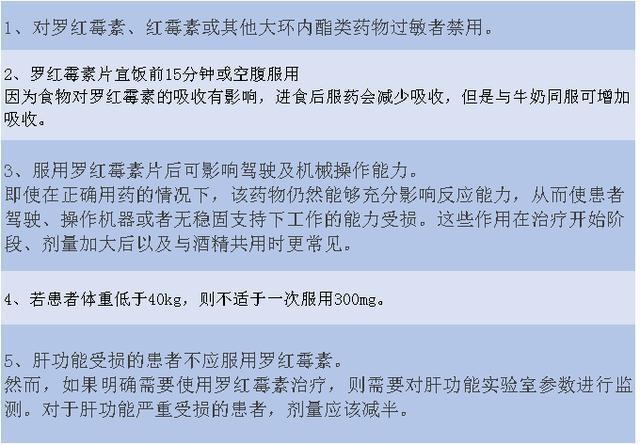 1、对罗红霉素、红霉素或其他大环内酯类药物过敏者禁用。
2、罗红霉素片宜饭前15分钟或空腹服用
因为食物对罗红霉素的吸收有影响，进食后服药会减少吸收，但是与牛奶同服可增加
吸收。
3、服用罗红霉素片后可影响驾驶及机械操作能力。
即使在正确用药的情况下，该药物仍然能够充分影响反应能力，从而使患者
驾驶、操作机器或者无稳固支持下工作的能力受损。这些作用在治疗开始阶
段、剂量加大后以及与酒精共用时更常见。
4、若患者体重低于40kg，则不适于一次服用300mg。
5、肝功能受损的患者不应服用罗红霉素。
然而，如果明确需要使用罗红霉素治疗，则需要对肝功能实验室参数进行监
测。对于肝功能严重受损的患者，剂量应该减半。